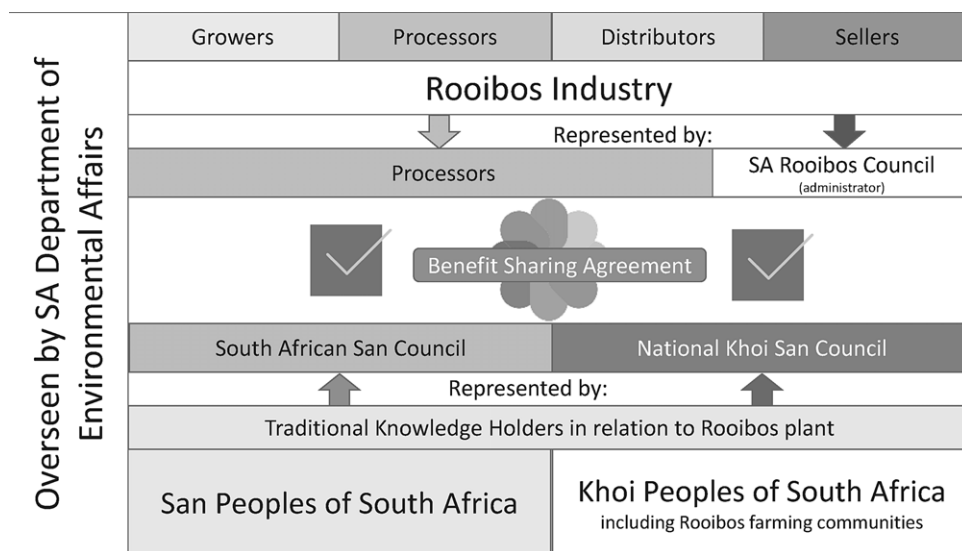 Overseen by SA Department of
Environmental Affairs
Growers
Processors
Distributors
Sellers
Rooibos Industry
Represented by:
Processors
SA Rooibos Council
(administrator)
Benefit Sharing Agreement
South African San Council
National Khoi San Council
Represented by:
Traditional Knowledge Holders in relation to Rooibos plant
San Peoples of South Africa
Khoi Peoples of South Africa
including Rooibos farming communities